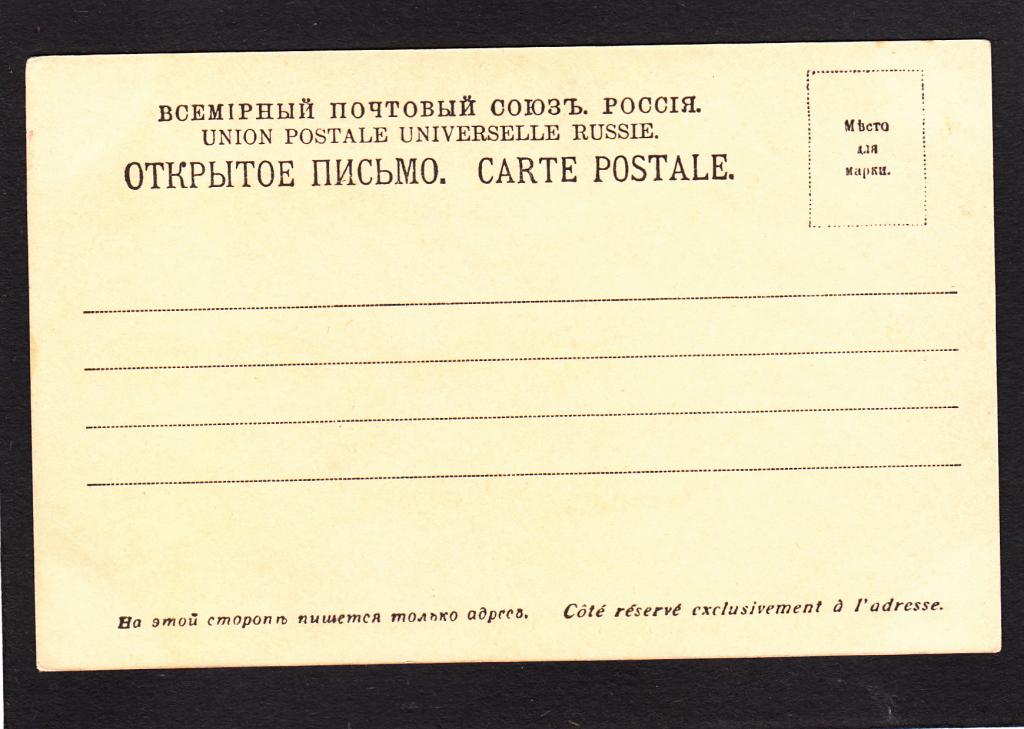 ВСЕМІРНЫЙ ПОЧТОВЫЙ СОЮЗЪ. РОССІЯ.
UNION POSTALE UNIVERSELLE RUSSIE.
ОТКРЫТОЕ ПИСЬМО. CARTE POSTALE.
Мѣсто
для
марки.
На этой сторонѣ пишется только адресъ. Côté réservé exclusivement à l'adresse.